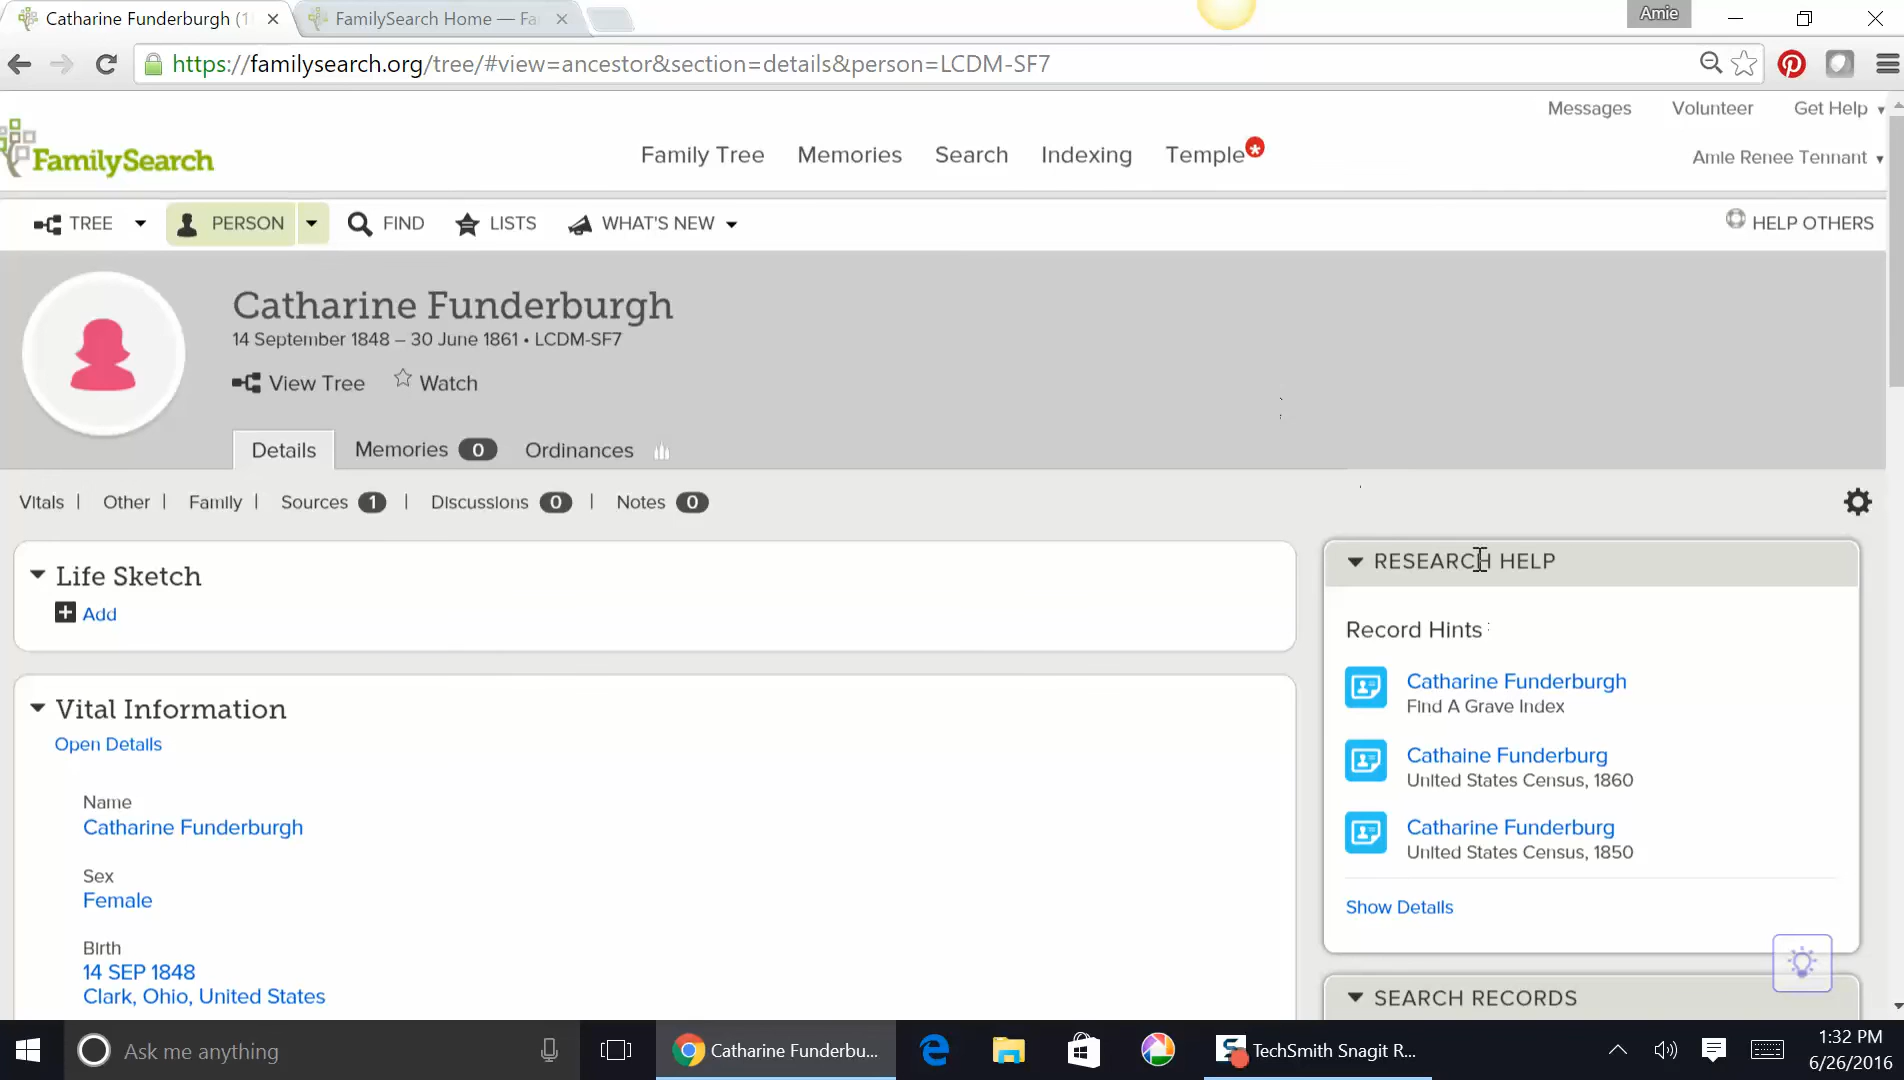 Catharine Funderburgh (1
FamilySearch Home — Fa
Amie
https://familysearch.org/tree/#view=ancestor&section=details&person=LCDM-SF7
Messages Volunteer Get Help
FamilySearch
Family Tree Memories Search Indexing Temple
Amie Renee Tennant
TREE PERSON FIND LISTS WHAT'S NEW HELP OTHERS
Catharine Funderburgh
14 September 1848 – 30 June 1861 • LCDM-SF7
View Tree Watch
Details Memories 0 Ordinances
Vitals | Other | Family | Sources 1 | Discussions 0 | Notes 0
Life Sketch
Add
Vital Information
Open Details
Name
Catharine Funderburgh
Sex
Female
Birth
14 SEP 1848
Clark, Ohio, United States
RESEARCH HELP
Record Hints
Catharine Funderburgh
Find A Grave Index
Cathaine Funderburg
United States Census, 1860
Catharine Funderburg
United States Census, 1850
Show Details
SEARCH RECORDS
Ask me anything
Catharine Funderbu...
TechSmith Snagit R...
1:32 PM
6/26/2016